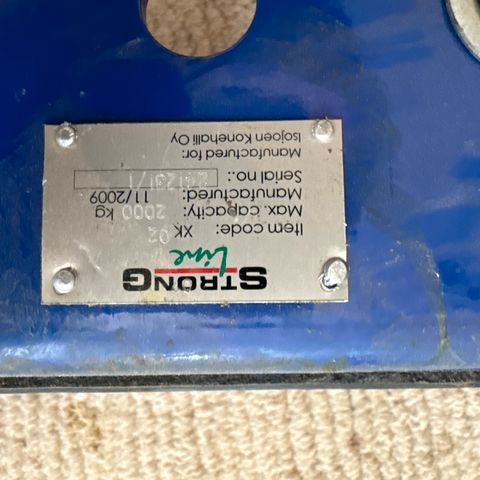 STRONG
Line
Item code: XK 02
Max. capacity: 2000 kg
Manufactured: 11/2009
Serial no.:
Manufactured for:
Isojoen Konehalli Oy